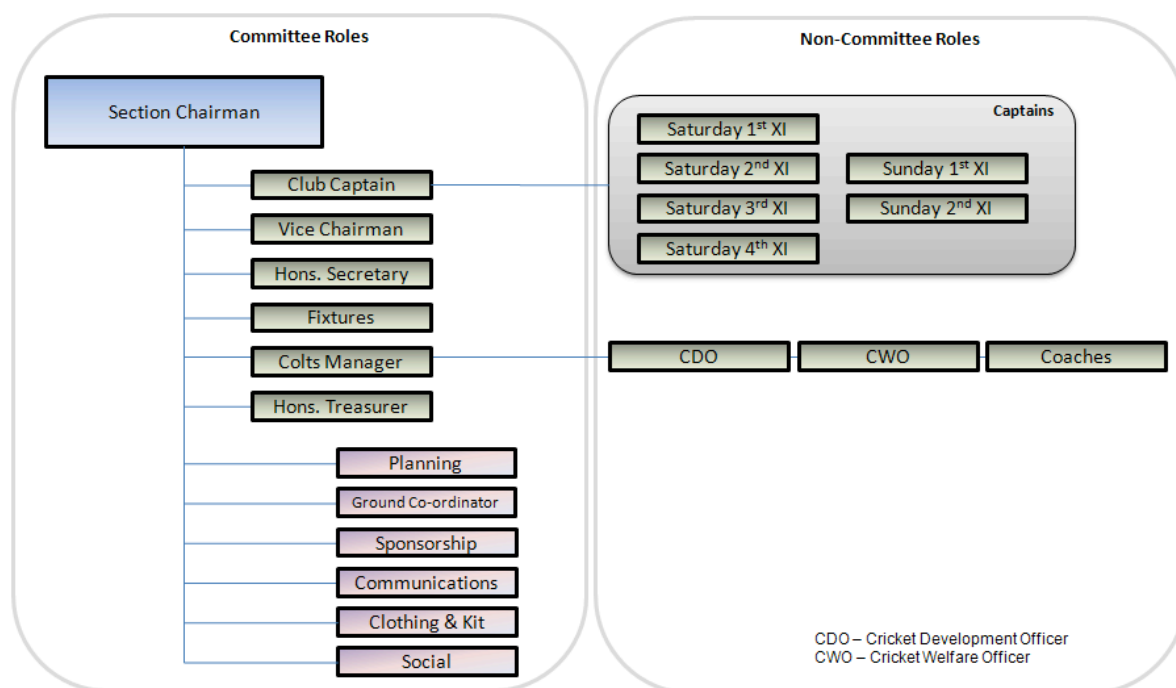 Committee Roles
Section Chairman
Club Captain
Vice Chairman
Hons. Secretary
Fixtures
Colts Manager
Hons. Treasurer
Planning
Ground Co-ordinator
Sponsorship
Communications
Clothing & Kit
Social
Non-Committee Roles
Captains
Saturday 1st XI
Saturday 2nd XI
Sunday 1st XI
Saturday 3rd XI
Sunday 2nd XI
Saturday 4th XI
CDO
CWO
Coaches
CDO – Cricket Development Officer
CWO – Cricket Welfare Officer